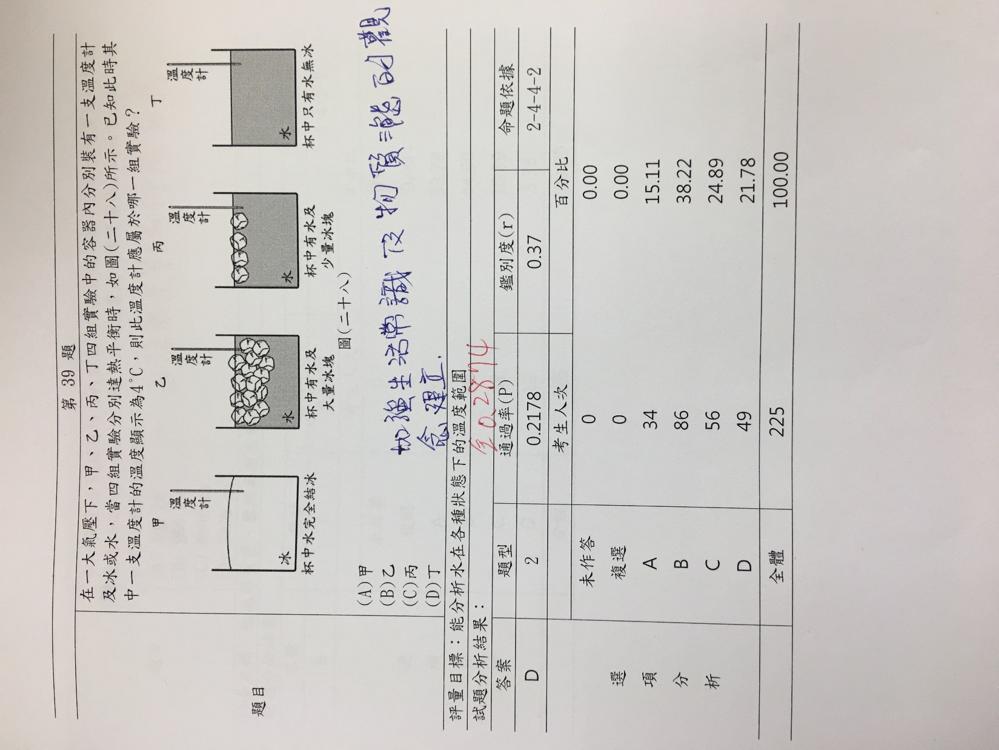 第 39 題
題目
在一大氣壓下，甲、乙、丙、丁四組實驗中的容器內分別裝有一支溫度計
及冰或水，當四組實驗分別達熱平衡時，如圖(二十八)所示。已知此時其
中一支溫度計的溫度顯示為4℃，則此溫度計應屬於哪一組實驗？
甲 乙 丙 丁
溫度計 溫度計 溫度計 溫度計
冰 水 水 水
杯中水完全結冰 杯中有水及大量冰塊 杯中有水及少量冰塊 杯中只有水無冰
圖(二十八)
(A)甲
(B)乙
(C)丙
(D)丁
加強生活常識及物質三態的觀
念建立.
評量目標：能分析水在各種狀態下的溫度範圍
試題分析結果：
全0.2874
答案 題型 通過率(P) 鑑別度(r) 命題依據
D 2 0.2178 0.37 2-4-4-2
選項分析
考生人次 百分比
未作答 0 0.00
複選 0 0.00
A 34 15.11
B 86 38.22
C 56 24.89
D 49 21.78
全體 225 100.00